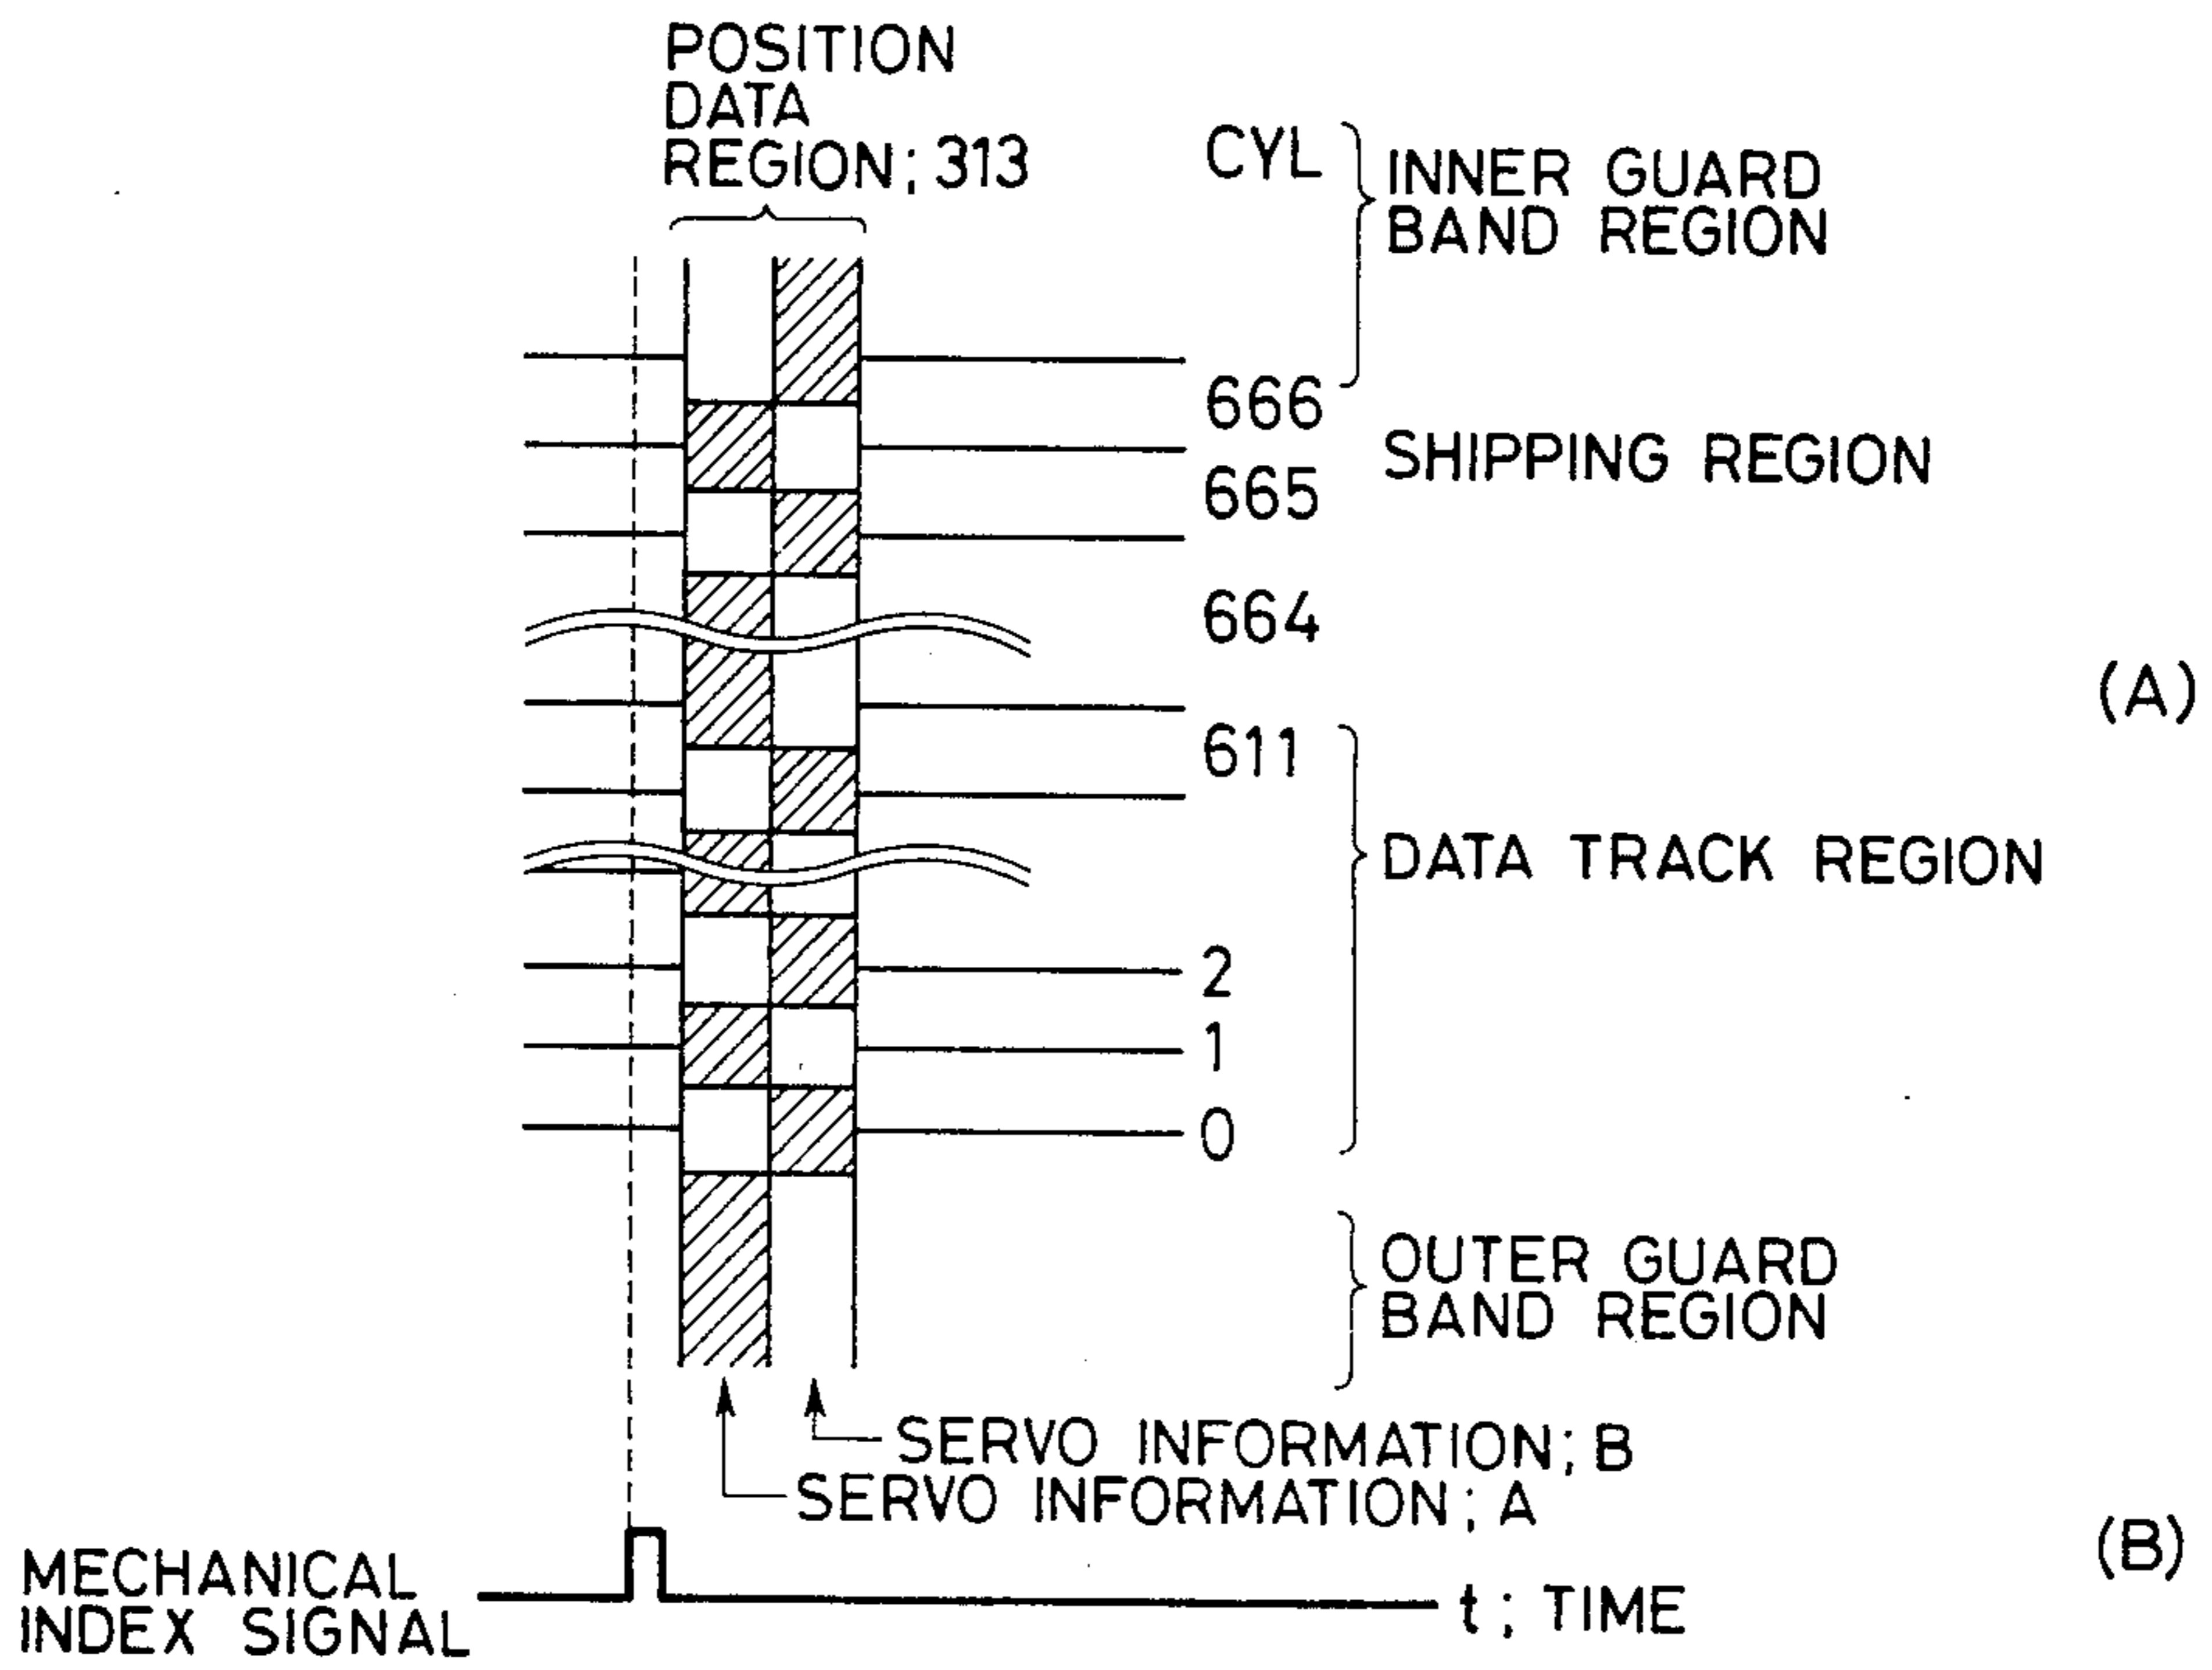 POSITION
DATA
REGION; 313
CYL
INNER GUARD
BAND REGION
666
SHIPPING REGION
665
664
(A)
611
DATA TRACK REGION
2
1
0
OUTER GUARD
BAND REGION
SERVO INFORMATION; B
SERVO INFORMATION; A
(B)
MECHANICAL
INDEX SIGNAL
t; TIME